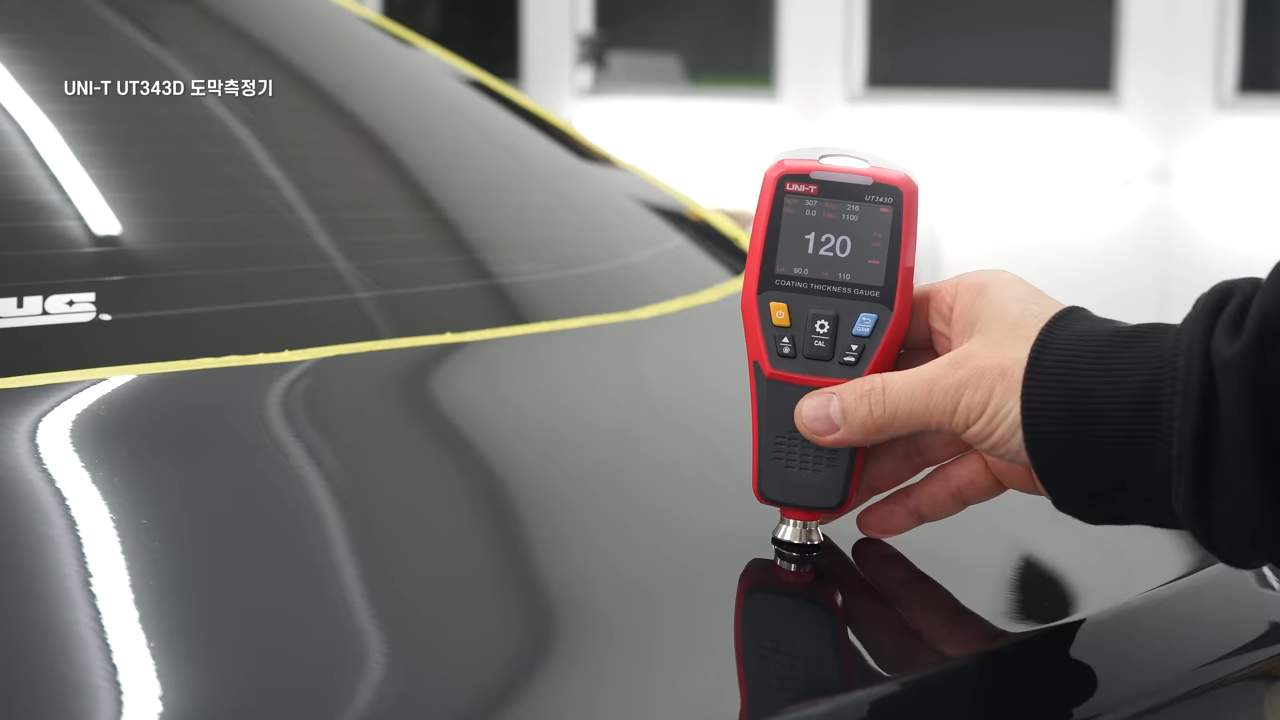 UNI-T UT343D 도막측정기
UNI-T
UT343D
307 216
0.0 1100
120
90.0 110
COATING THICKNESS GAUGE
CLEAR
CAL
us.